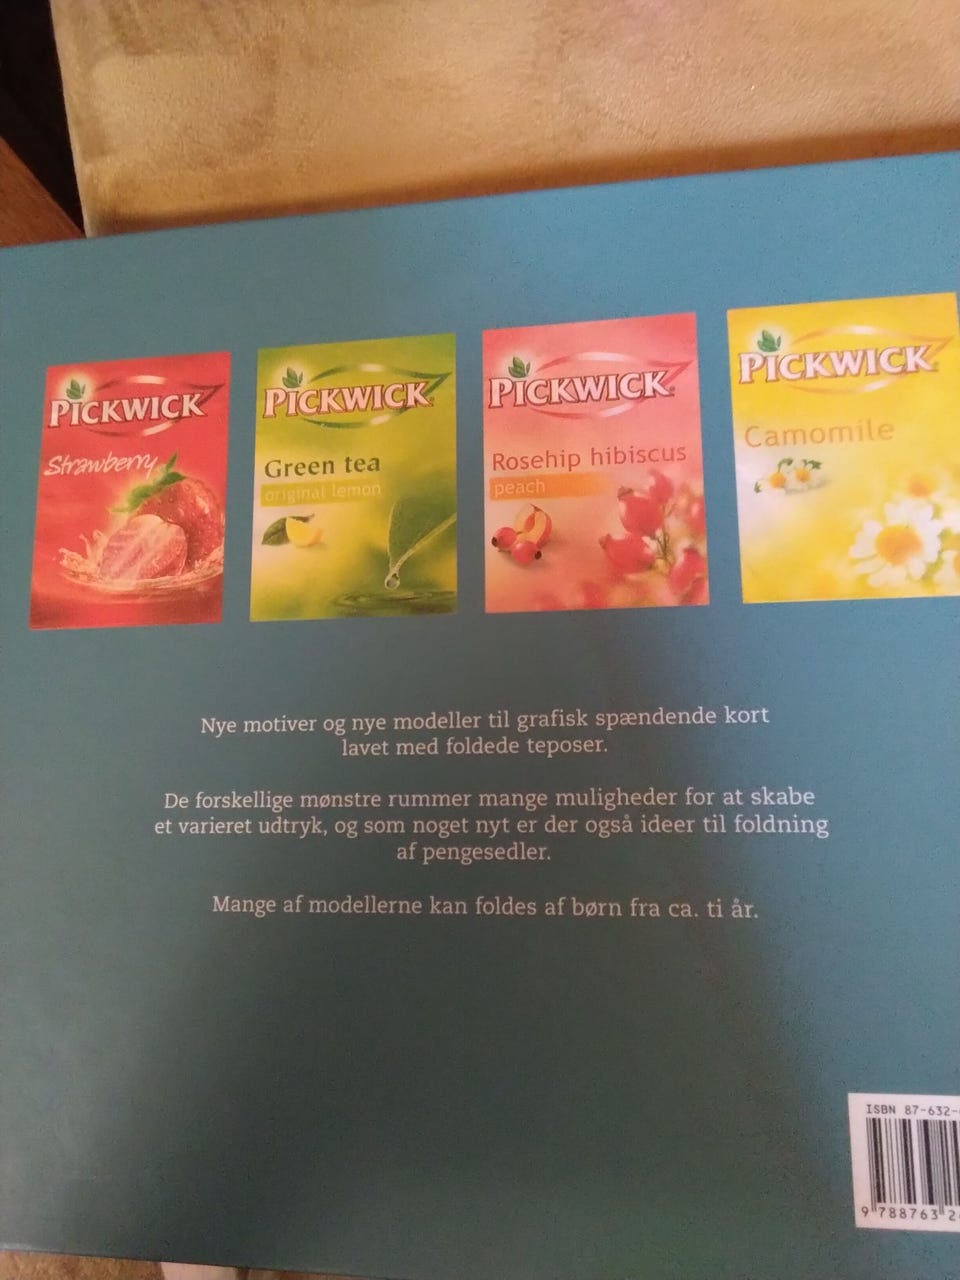 PICKWICK
Strawberry
PICKWICK
Green tea
original lemon
PICKWICK
Rosehip hibiscus
peach
PICKWICK
Camomile
Nye motiver og nye modeller til grafisk spændende kort
lavet med foldede teposer.
De forskellige mønstre rummer mange muligheder for at skabe
et varieret udtryk, og som noget nyt er der også ideer til foldning
af pengesedler.
Mange af modellerne kan foldes af børn fra ca. ti år.
ISBN 87-632-
9 788763 2